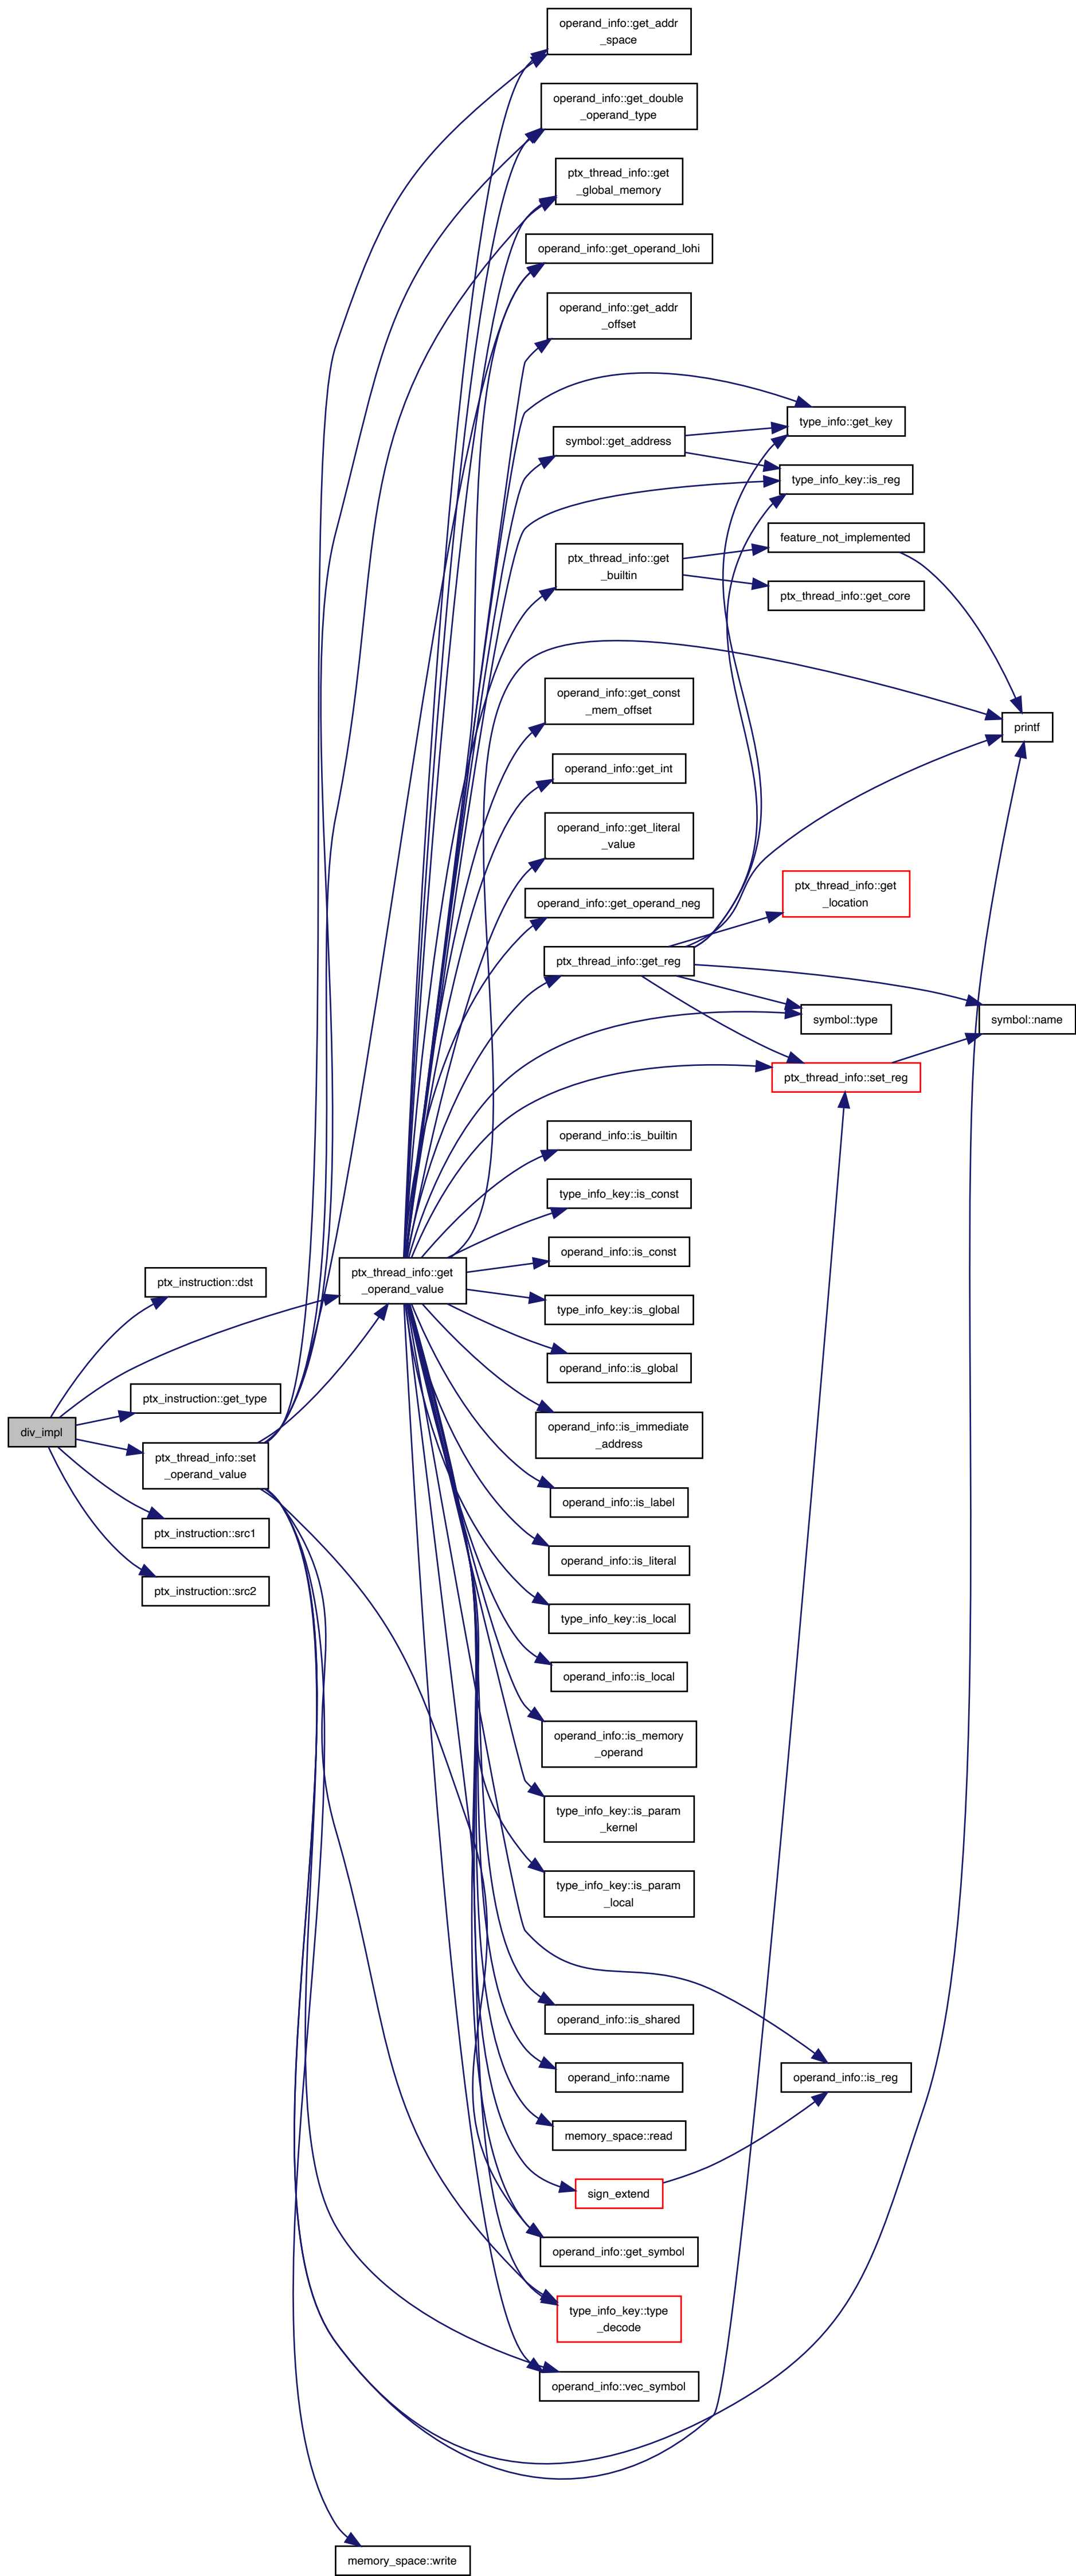 operand_info::get_addr
_space
operand_info::get_double
_operand_type
ptx_thread_info::get
_global_memory
operand_info::get_operand_lohi
operand_info::get_addr
_offset
type_info::get_key
symbol::get_address
type_info_key::is_reg
feature_not_implemented
ptx_thread_info::get
_builtin
ptx_thread_info::get_core
operand_info::get_const
_mem_offset
printf
operand_info::get_int
operand_info::get_literal
_value
ptx_thread_info::get
_location
operand_info::get_operand_neg
ptx_thread_info::get_reg
symbol::type
symbol::name
ptx_thread_info::set_reg
operand_info::is_builtin
type_info_key::is_const
operand_info::is_const
ptx_instruction::dst
ptx_thread_info::get
_operand_value
type_info_key::is_global
operand_info::is_global
ptx_instruction::get_type
div_impl
operand_info::is_immediate
_address
ptx_thread_info::set
_operand_value
operand_info::is_label
ptx_instruction::src1
operand_info::is_literal
ptx_instruction::src2
type_info_key::is_local
operand_info::is_local
operand_info::is_memory
_operand
type_info_key::is_param
_kernel
type_info_key::is_param
_local
operand_info::is_shared
operand_info::name
operand_info::is_reg
memory_space::read
sign_extend
operand_info::get_symbol
type_info_key::type
_decode
operand_info::vec_symbol
memory_space::write